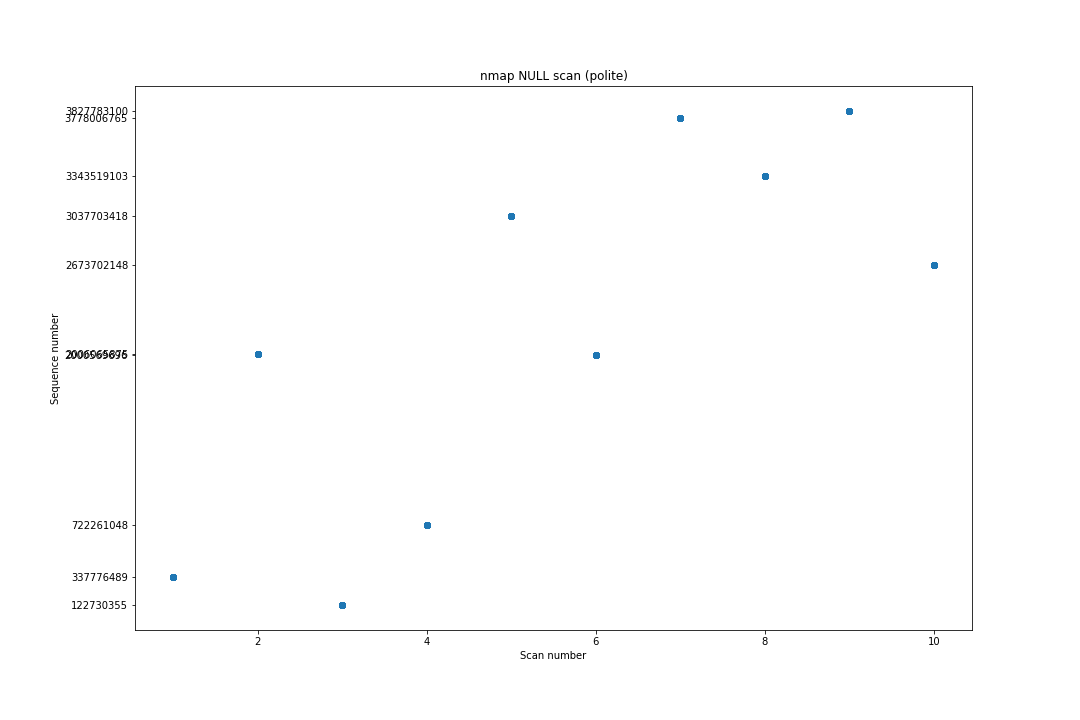 nmap NULL scan (polite)
3827783100
3778006765
3343519103
3037703418
2673702148
722261048
337776489
122730355
Sequence number
2 4 6 8 10
Scan number